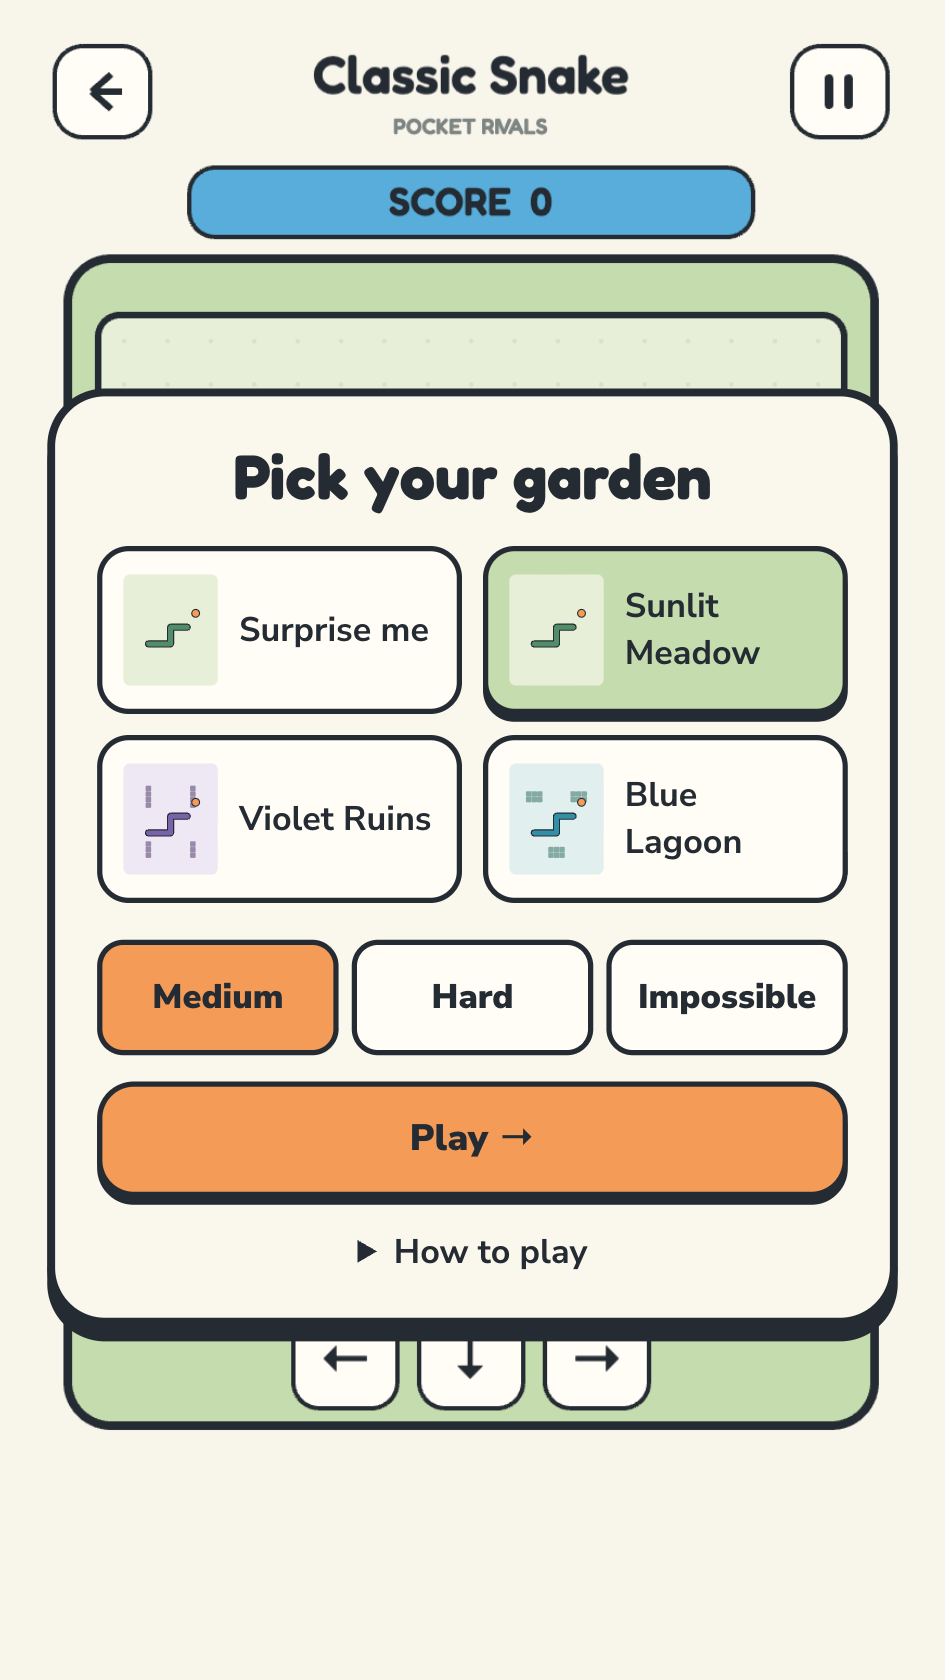 Classic Snake
POCKET RIVALS
SCORE 0
Pick your garden
Surprise me
Sunlit
Meadow
Violet Ruins
Blue
Lagoon
Medium
Hard
Impossible
Play →
▶ How to play